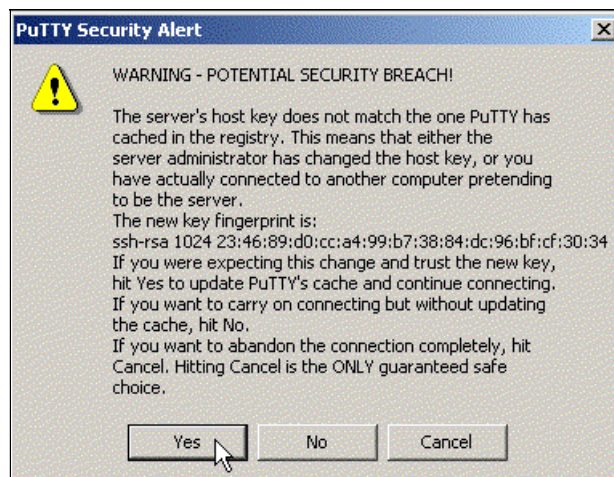 PuTTY Security Alert
WARNING - POTENTIAL SECURITY BREACH!
The server's host key does not match the one PuTTY has
cached in the registry. This means that either the
server administrator has changed the host key, or you
have actually connected to another computer pretending
to be the server.
The new key fingerprint is:
ssh-rsa 1024 23:46:89:d0:cc:a4:99:b7:38:84:dc:96:bf:cf:30:34
If you were expecting this change and trust the new key,
hit Yes to update PuTTY's cache and continue connecting.
If you want to carry on connecting but without updating
the cache, hit No.
If you want to abandon the connection completely, hit
Cancel. Hitting Cancel is the ONLY guaranteed safe
choice.
Yes No Cancel